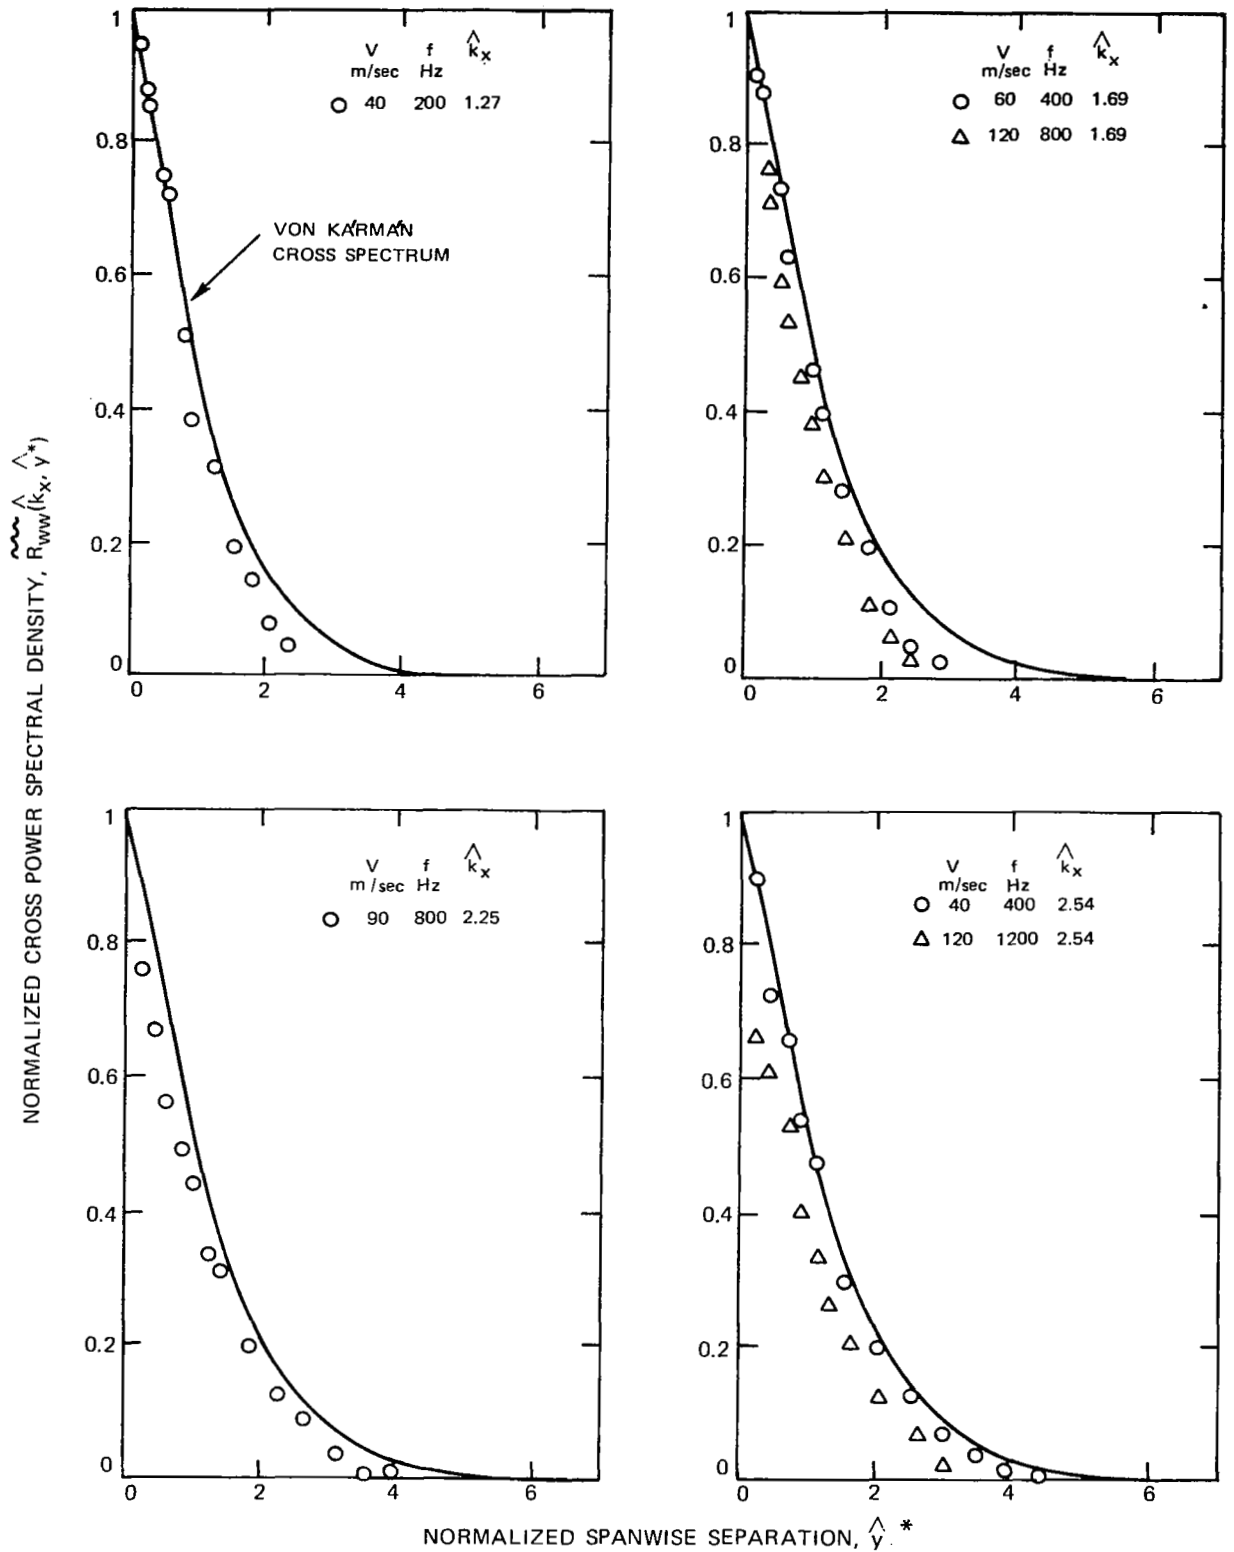 V f k̂x
m/sec Hz
○ 40 200 1.27
VON KÁRMÁN
CROSS SPECTRUM
1
0.8
0.6
0.4
0.2
0
0 2 4 6
V f k̂x
m/sec Hz
○ 60 400 1.69
△ 120 800 1.69
1
0.8
0.6
0.4
0.2
0
0 2 4 6
NORMALIZED CROSS POWER SPECTRAL DENSITY, R̃ww(k̂x, ŷ*)
V f k̂x
m/sec Hz
○ 90 800 2.25
1
0.8
0.6
0.4
0.2
0
0 2 4 6
V f k̂x
m/sec Hz
○ 40 400 2.54
△ 120 1200 2.54
1
0.8
0.6
0.4
0.2
0
0 2 4 6
NORMALIZED SPANWISE SEPARATION, ŷ*